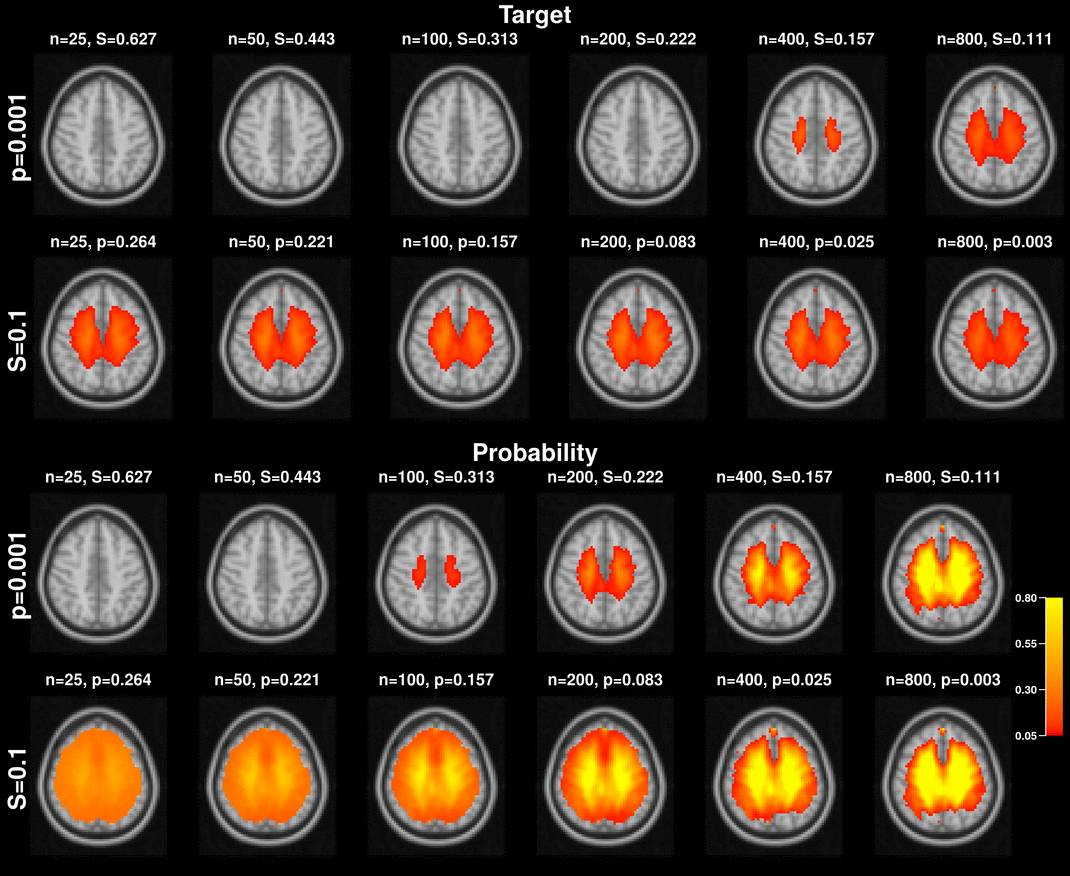 Target
n=25, S=0.627 n=50, S=0.443 n=100, S=0.313 n=200, S=0.222 n=400, S=0.157 n=800, S=0.111
p=0.001
n=25, p=0.264 n=50, p=0.221 n=100, p=0.157 n=200, p=0.083 n=400, p=0.025 n=800, p=0.003
S=0.1
Probability
n=25, S=0.627 n=50, S=0.443 n=100, S=0.313 n=200, S=0.222 n=400, S=0.157 n=800, S=0.111
p=0.001
0.80
0.55
0.30
0.05
n=25, p=0.264 n=50, p=0.221 n=100, p=0.157 n=200, p=0.083 n=400, p=0.025 n=800, p=0.003
S=0.1